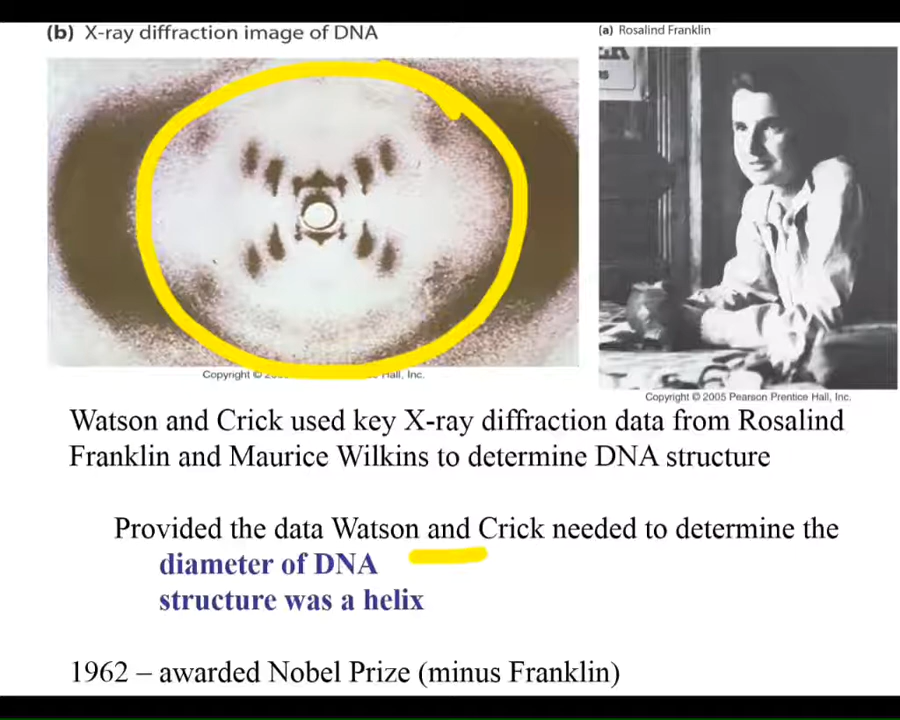 (b) X-ray diffraction image of DNA
(a) Rosalind Franklin
Copyright ©
Hall, Inc.
Copyright © 2005 Pearson Prentice Hall, Inc.
Watson and Crick used key X-ray diffraction data from Rosalind
Franklin and Maurice Wilkins to determine DNA structure
Provided the data Watson and Crick needed to determine the
diameter of DNA
structure was a helix
1962 – awarded Nobel Prize (minus Franklin)